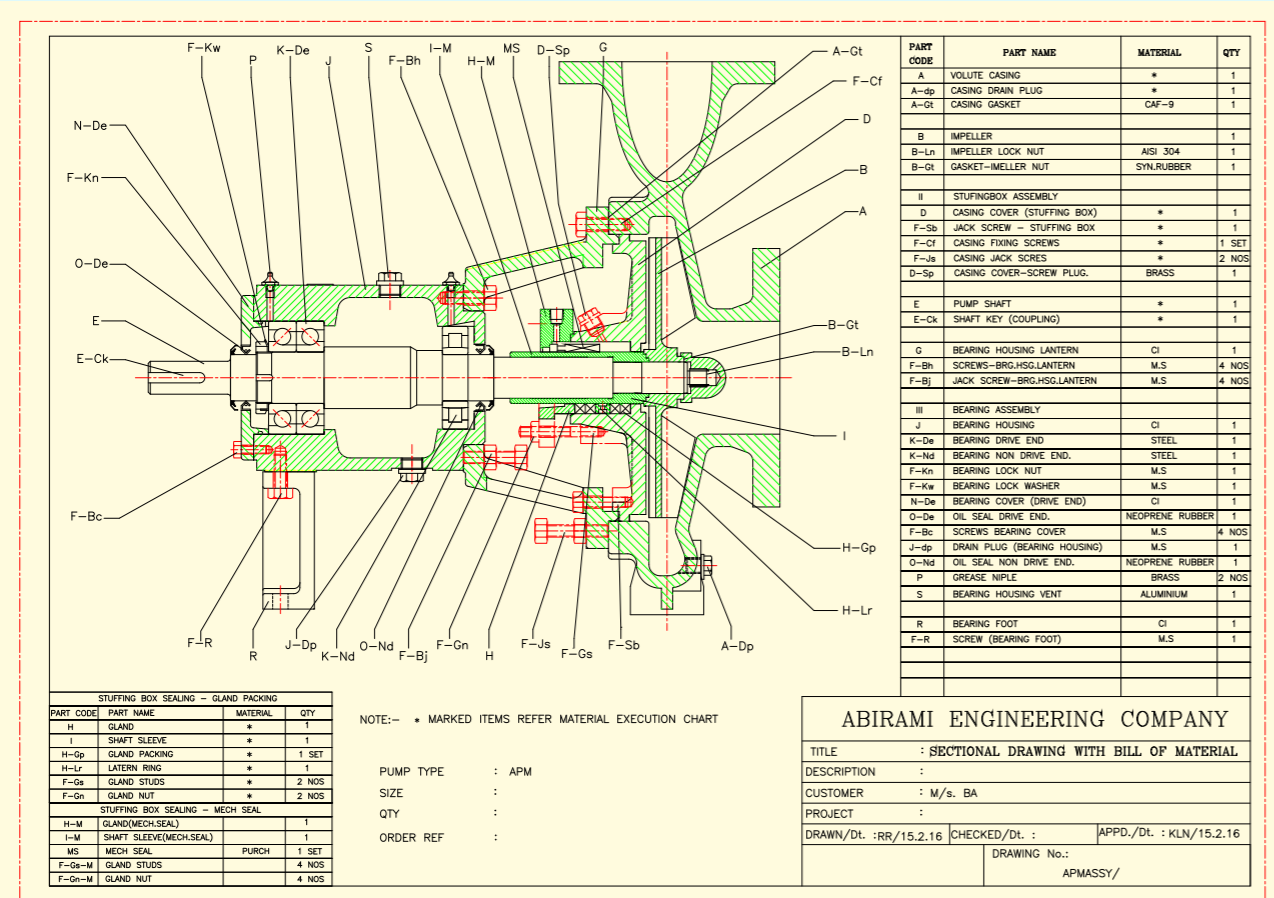 F-Kw
P
K-De
J
S
F-Bh
I-M
H-M
MS
D-Sp
G
A-Gt
F-Cf
D
B
A
N-De
F-Kn
O-De
E
E-Ck
B-Gt
B-Ln
I
F-Bc
H-Gp
H-Lr
F-R
R
J-Dp
K-Nd
O-Nd
F-Bj
F-Gn
H
F-Js
F-Gs
F-Sb
A-Dp
PART CODE PART NAME MATERIAL QTY
A VOLUTE CASING * 1
A-dp CASING DRAIN PLUG * 1
A-Gt CASING GASKET CAF-9 1
B IMPELLER 1
B-Ln IMPELLER LOCK NUT AISI 304 1
B-Gt GASKET-IMELLER NUT SYN.RUBBER 1
II STUFINGBOX ASSEMBLY
D CASING COVER (STUFFING BOX) * 1
F-Sb JACK SCREW - STUFFING BOX * 1
F-Cf CASING FIXING SCREWS * 1 SET
F-Js CASING JACK SCRES * 2 NOS
D-Sp CASING COVER-SCREW PLUG. BRASS 1
E PUMP SHAFT * 1
E-Ck SHAFT KEY (COUPLING) * 1
G BEARING HOUSING LANTERN CI 1
F-Bh SCREWS-BRG.HSG.LANTERN M.S 4 NOS
F-Bj JACK SCREW-BRG.HSG.LANTERN M.S 4 NOS
III BEARING ASSEMBLY
J BEARING HOUSING CI 1
K-De BEARING DRIVE END STEEL 1
K-Nd BEARING NON DRIVE END. STEEL 1
F-Kn BEARING LOCK NUT M.S 1
F-Kw BEARING LOCK WASHER M.S 1
N-De BEARING COVER (DRIVE END) CI 1
O-De OIL SEAL DRIVE END. NEOPRENE RUBBER 1
F-Bc SCREWS BEARING COVER M.S 4 NOS
J-dp DRAIN PLUG (BEARING HOUSING) M.S 1
O-Nd OIL SEAL NON DRIVE END. NEOPRENE RUBBER 1
P GREASE NIPLE BRASS 2 NOS
S BEARING HOUSING VENT ALUMINIUM 1
R BEARING FOOT CI 1
F-R SCREW (BEARING FOOT) M.S 1
STUFFING BOX SEALING - GLAND PACKING
PART CODE PART NAME MATERIAL QTY
H GLAND * 1
I SHAFT SLEEVE * 1
H-Gp GLAND PACKING * 1 SET
H-Lr LATERN RING * 1
F-Gs GLAND STUDS * 2 NOS
F-Gn GLAND NUT * 2 NOS
STUFFING BOX SEALING - MECH SEAL
H-M GLAND(MECH.SEAL) 1
I-M SHAFT SLEEVE(MECH.SEAL) 1
MS MECH SEAL PURCH 1 SET
F-Gs-M GLAND STUDS 4 NOS
F-Gn-M GLAND NUT 4 NOS
NOTE:- * MARKED ITEMS REFER MATERIAL EXECUTION CHART
PUMP TYPE : APM
SIZE :
QTY :
ORDER REF :
ABIRAMI ENGINEERING COMPANY
TITLE : SECTIONAL DRAWING WITH BILL OF MATERIAL
DESCRIPTION :
CUSTOMER : M/s. BA
PROJECT :
DRAWN/Dt. :RR/15.2.16 CHECKED/Dt. : APPD./Dt. : KLN/15.2.16
DRAWING No.:
APMASSY/